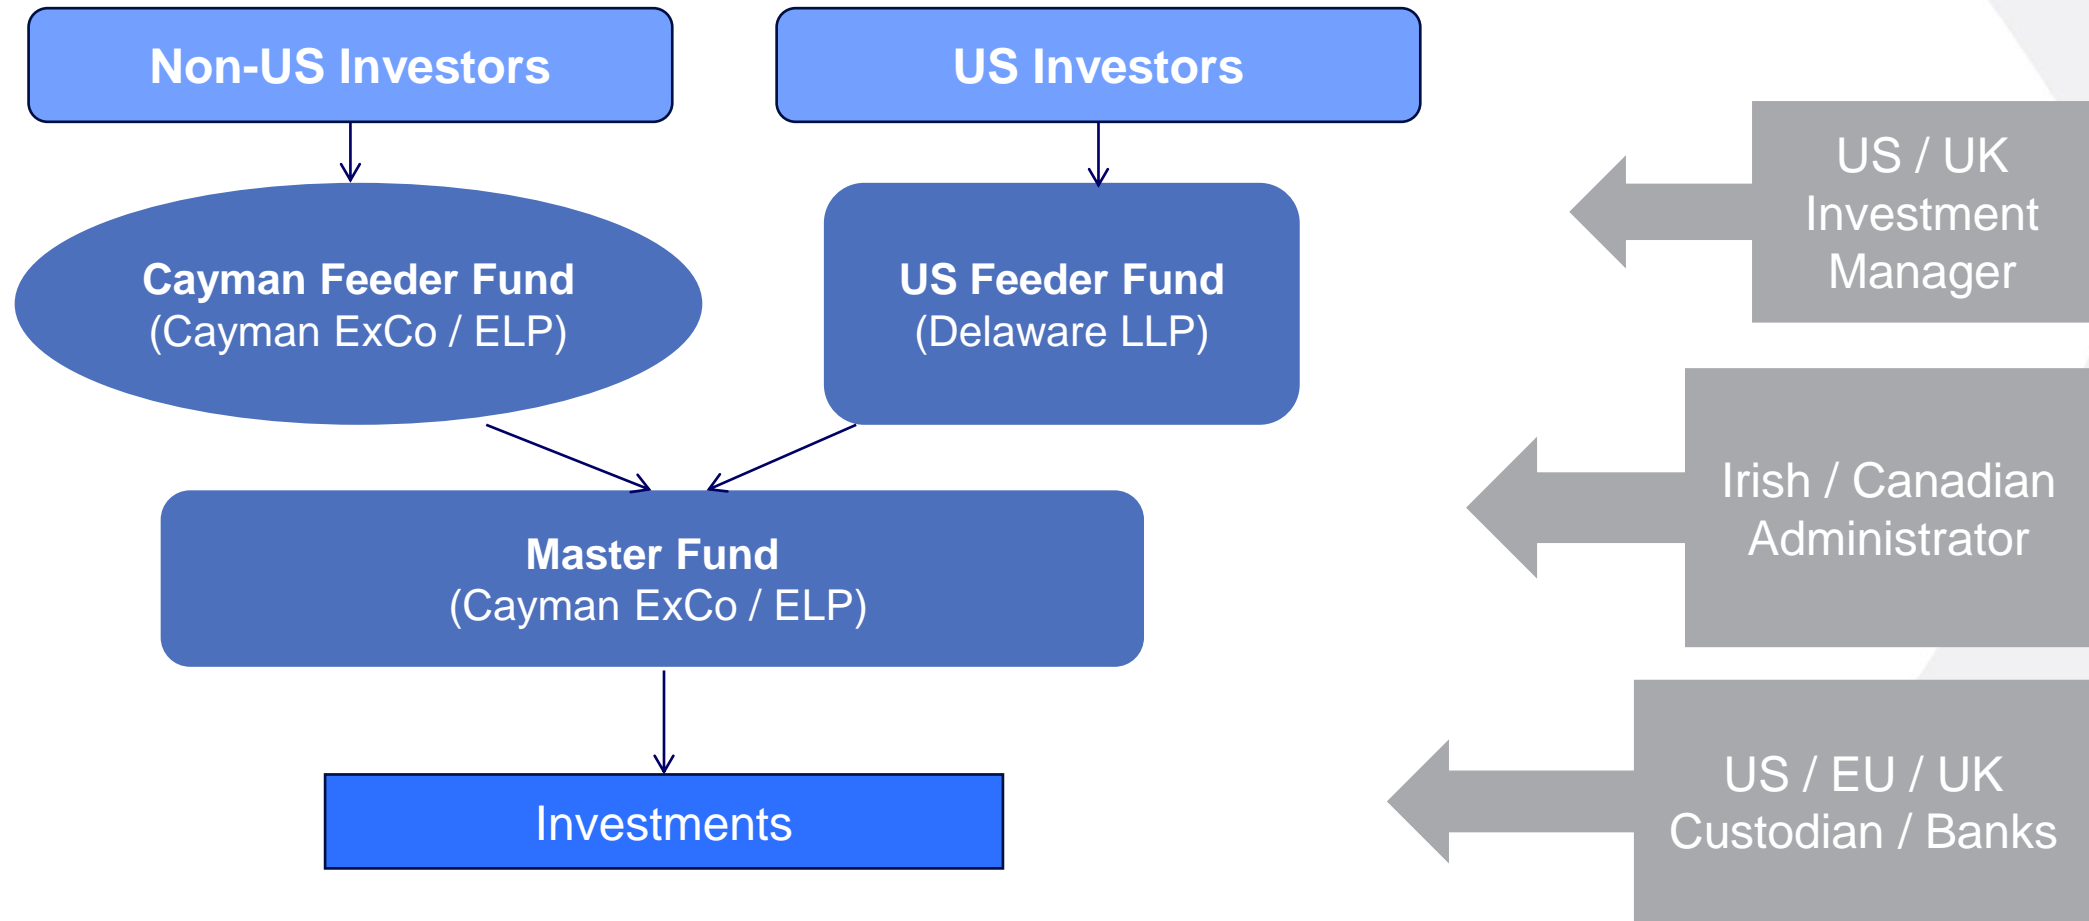 Non-US Investors
US Investors
US / UK
Investment
Manager
Cayman Feeder Fund
(Cayman ExCo / ELP)
US Feeder Fund
(Delaware LLP)
Irish / Canadian
Administrator
Master Fund
(Cayman ExCo / ELP)
US / EU / UK
Custodian / Banks
Investments